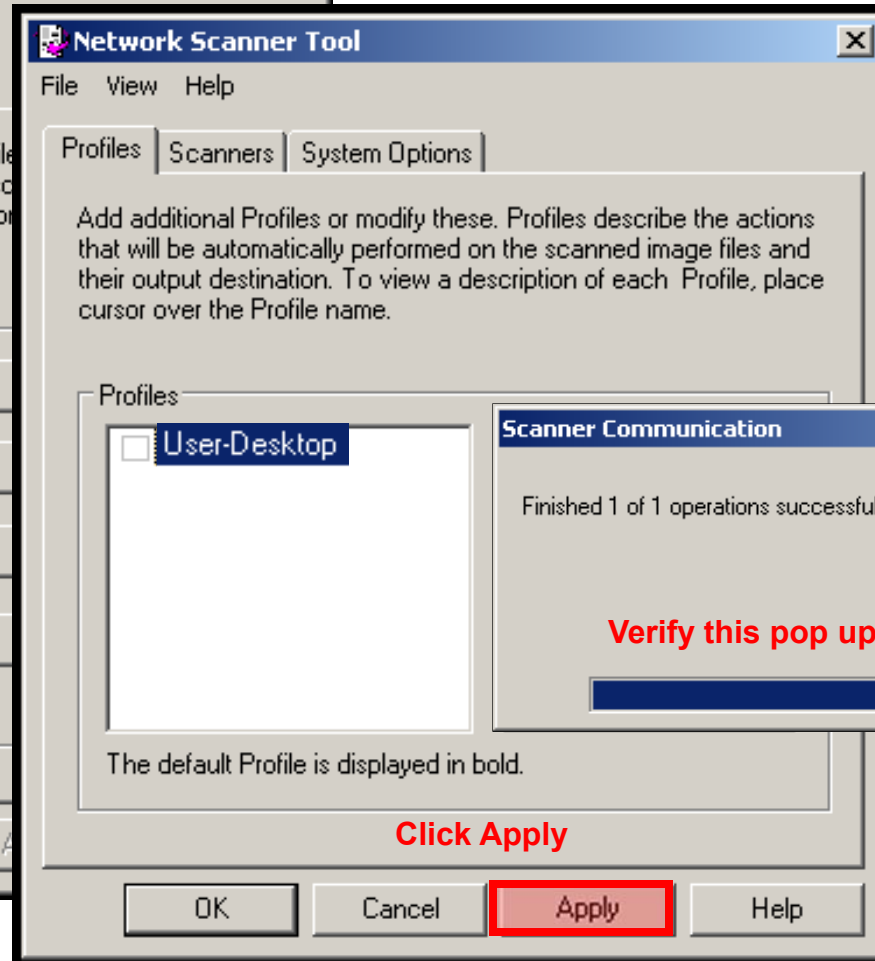 Network Scanner Tool
File View Help
Profiles Scanners System Options
Add additional Profiles or modify these. Profiles describe the actions
that will be automatically performed on the scanned image files and
their output destination. To view a description of each Profile, place
cursor over the Profile name.
Profiles
User-Desktop
Scanner Communication
Finished 1 of 1 operations successful
Verify this pop up
The default Profile is displayed in bold.
Click Apply
OK Cancel Apply Help